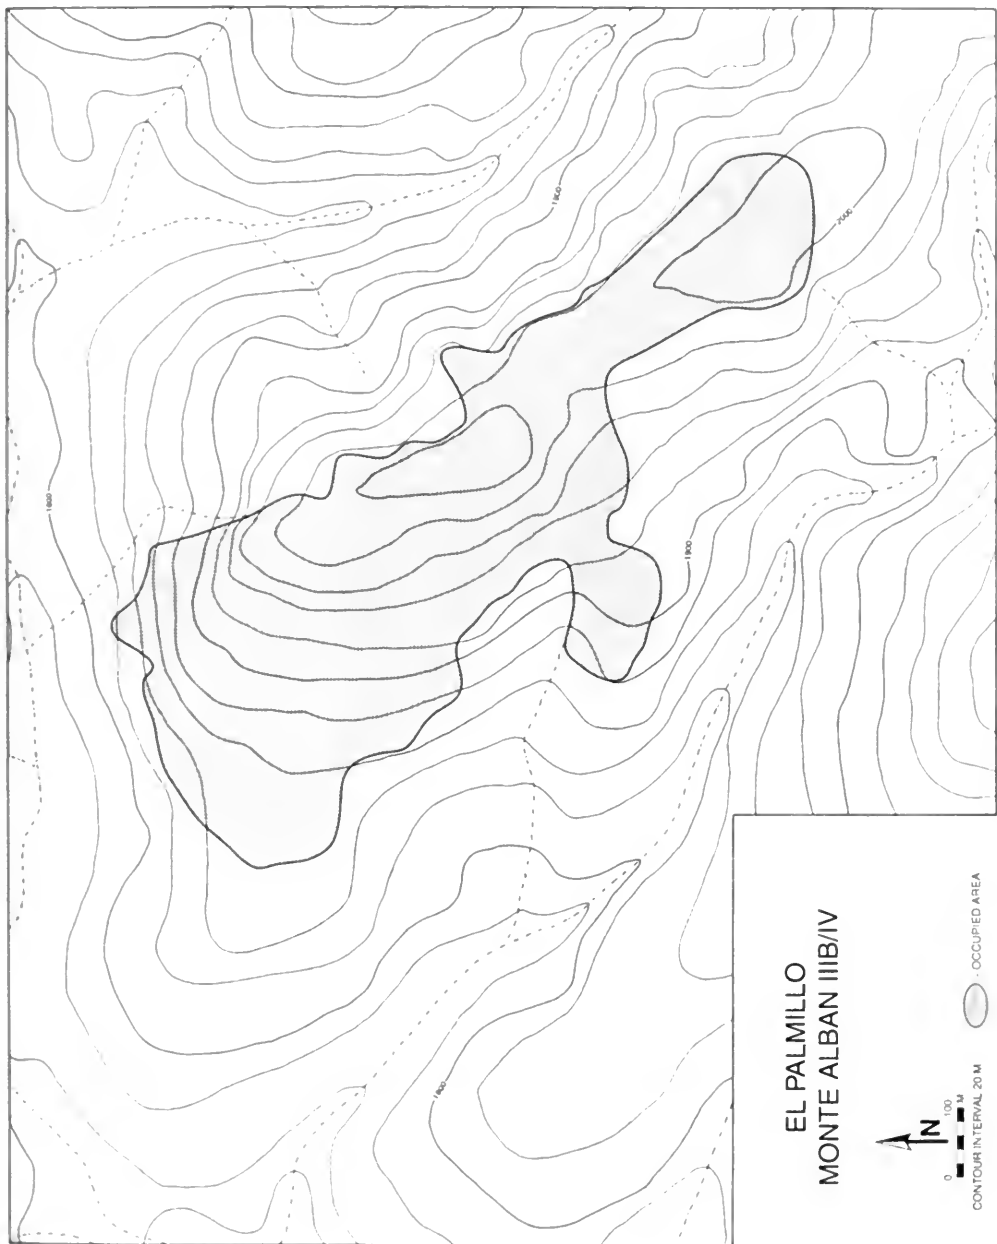 1900
2000
1800
1900
1800
EL PALMILLO
MONTE ALBAN IIIB/IV
N
0 100
M
CONTOUR INTERVAL 20 M
- OCCUPIED AREA